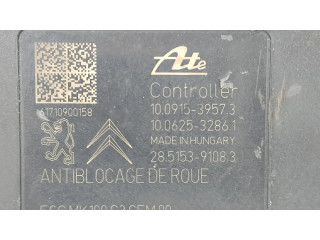 Ate
Controller
10.0915-3957.3
10.0625-3286.1
MADE IN HUNGARY
28.5153-9108.3
61710900158
ANTIBLOCAGE DE ROUE